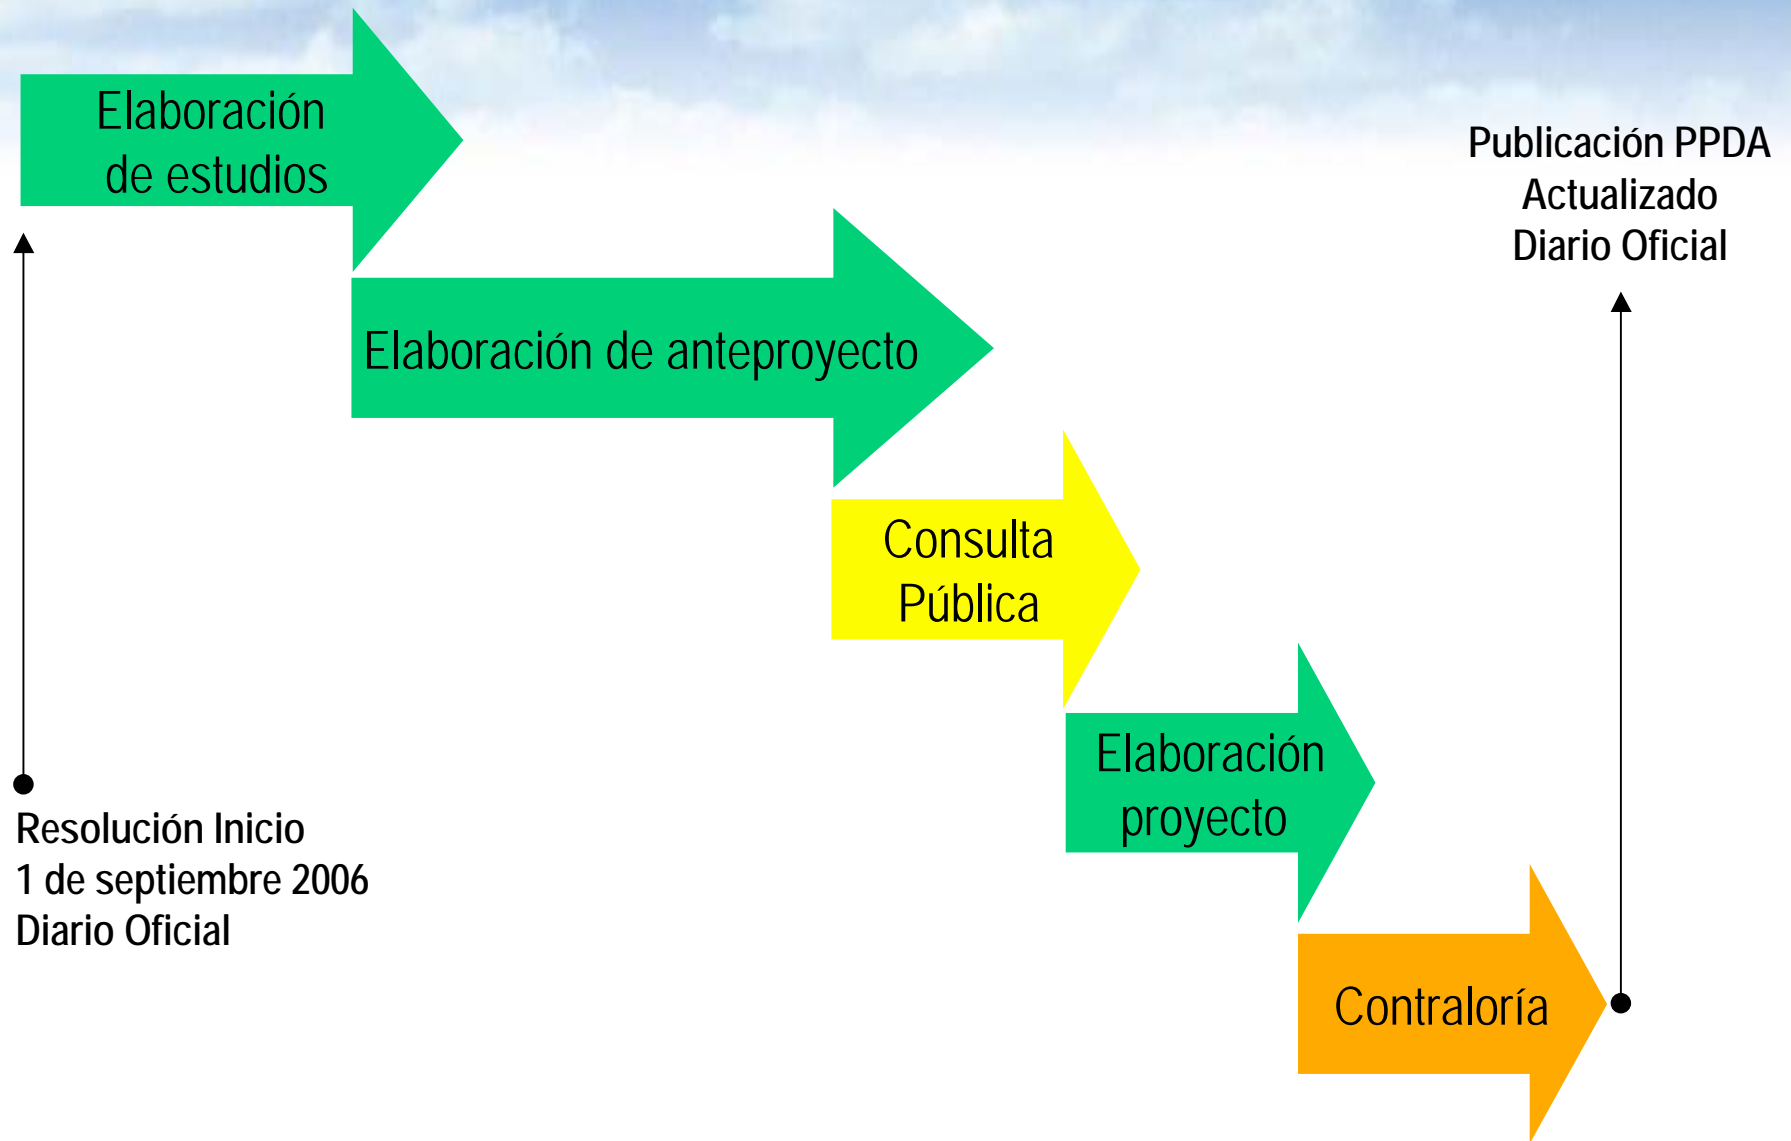 Elaboración
de estudios
Publicación PPDA
Actualizado
Diario Oficial
Elaboración de anteproyecto
Consulta
Pública
Elaboración
proyecto
Resolución Inicio
1 de septiembre 2006
Diario Oficial
Contraloría